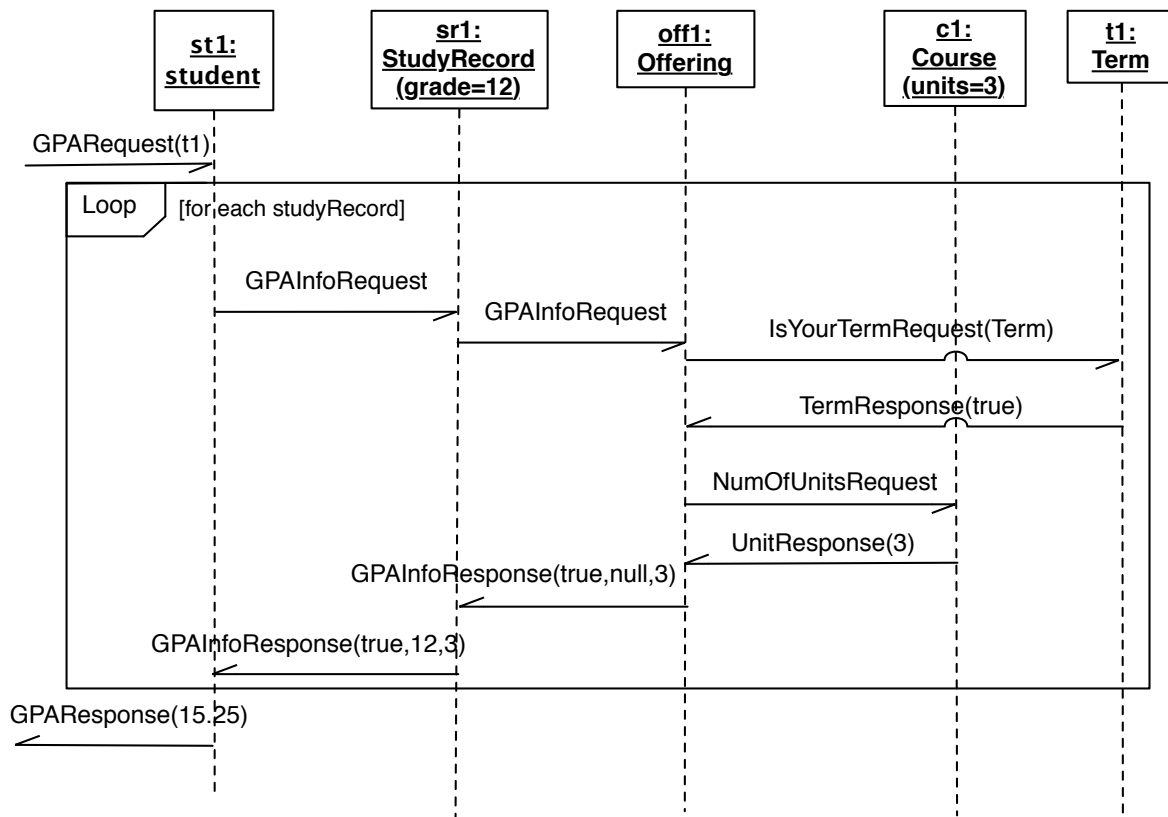 st1:
student
sr1:
StudyRecord
(grade=12)
off1:
Offering
c1:
Course
(units=3)
t1:
Term
GPARequest(t1)
Loop
[for each studyRecord]
GPAInfoRequest
GPAInfoRequest
IsYourTermRequest(Term)
TermResponse(true)
NumOfUnitsRequest
UnitResponse(3)
GPAInfoResponse(true,null,3)
GPAInfoResponse(true,12,3)
GPAResponse(15.25)